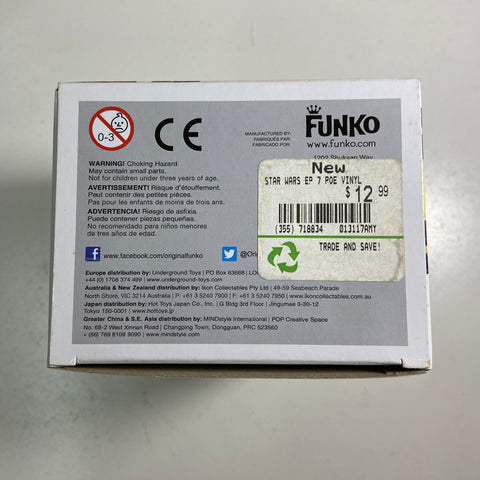 0-3
CE
MANUFACTURED BY:
FABRIQUÉS PAR:
FABRICADO POR:
FUNKO
www.funko.com
1202 Shuksan Way
New
STAR WARS EP 7 POE VINYL
$ 12 99
(355) 718834 013117AMY
TRADE AND SAVE!
WARNING! Choking Hazard.
May contain small parts.
Not for children under three years of age.
AVERTISSEMENT! Risque d'étouffement.
Peut contenir des petites pièces.
Pas pour les enfants de moins de trois ans.
ADVERTENCIA! Riesgo de asfixia.
Puede contener piezas pequeñas.
No recomendado para niños menores
de tres años de edad.
www.facebook.com/originalfunko
Europe distribution by: Underground Toys | PO Box 63668 |
+44 (0) 1708 374 499 | www.underground-toys.com
Australia & New Zealand distribution by: Ikon Collectables Pty Ltd | 49-59 Seabeach Parade
North Shore, VIC 3214 Australia | P: +61 3 5240 7900 | F: +61 3 5240 7950 | www.ikoncollectables.com.au
Japan distribution by: Hot Toys Japan Co., Inc. | G Bldg 3rd Floor | Jingumae 3-30-12
Tokyo 150-0001 | www.hottoys.jp
Greater China & S.E. Asia distribution by: MINDstyle International | POP Creative Space
No. 68-2 West Xinnan Road | Changping Town, Dongguan, PRC 523560
+ (86) 769 8109 9090 | www.mindstyle.com